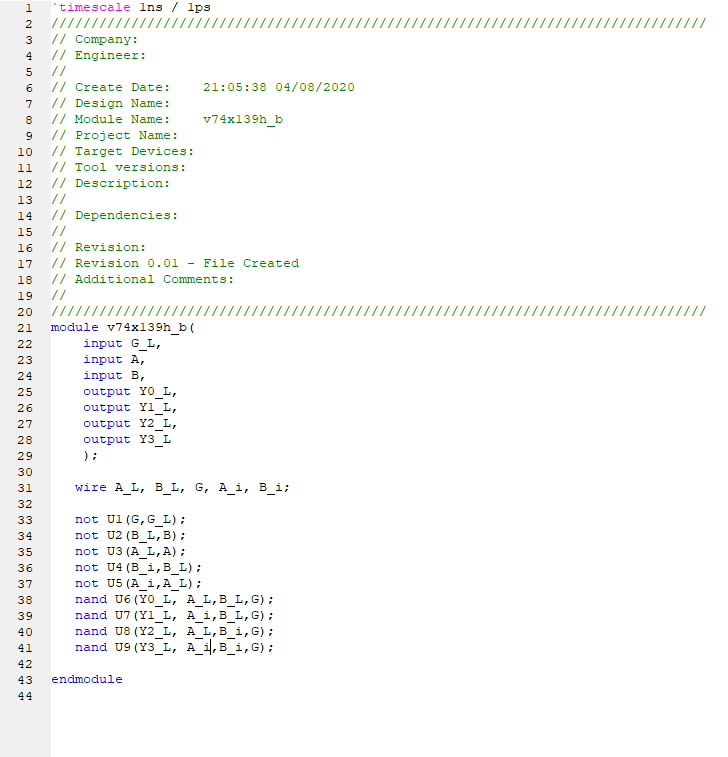 1 `timescale 1ns / 1ps
2 //////////////////////////////////////////////////////////////////////////////////
3 // Company:
4 // Engineer:
5 //
6 // Create Date:    21:05:38 04/08/2020
7 // Design Name:
8 // Module Name:    v74x139h_b
9 // Project Name:
10 // Target Devices:
11 // Tool versions:
12 // Description:
13 //
14 // Dependencies:
15 //
16 // Revision:
17 // Revision 0.01 - File Created
18 // Additional Comments:
19 //
20 //////////////////////////////////////////////////////////////////////////////////
21 module v74x139h_b(
22     input G_L,
23     input A,
24     input B,
25     output Y0_L,
26     output Y1_L,
27     output Y2_L,
28     output Y3_L
29     );
30
31    wire A_L, B_L, G, A_i, B_i;
32
33    not U1(G,G_L);
34    not U2(B_L,B);
35    not U3(A_L,A);
36    not U4(B_i,B_L);
37    not U5(A_i,A_L);
38    nand U6(Y0_L, A_L,B_L,G);
39    nand U7(Y1_L, A_i,B_L,G);
40    nand U8(Y2_L, A_L,B_i,G);
41    nand U9(Y3_L, A_i,B_i,G);
42
43 endmodule
44